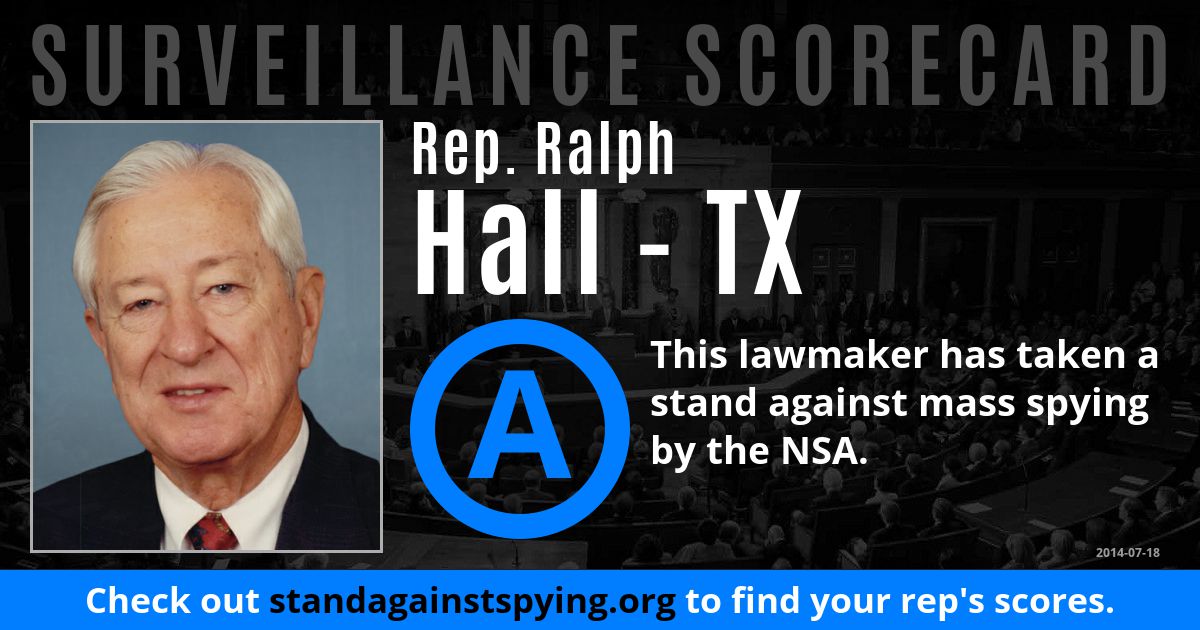 SURVEILLANCE SCORECARD
Rep. Ralph
Hall - TX
A
This lawmaker has taken a
stand against mass spying
by the NSA.
2014-07-18
Check out standagainstspying.org to find your rep's scores.